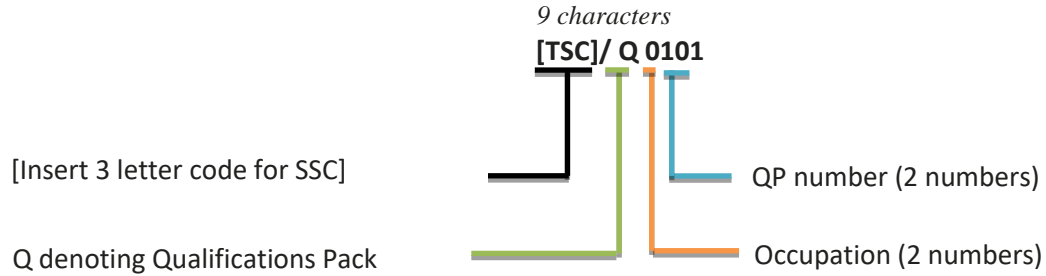 9 characters
[TSC]/ Q 0101
[Insert 3 letter code for SSC]
QP number (2 numbers)
Q denoting Qualifications Pack
Occupation (2 numbers)